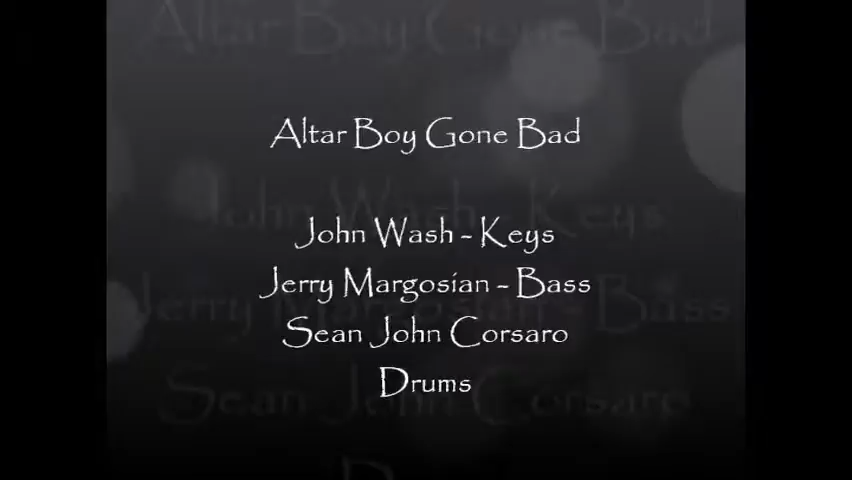 Altar Boy Gone Bad
John Wash - Keys
Jerry Margosian - Bass
Sean John Corsaro
Drums